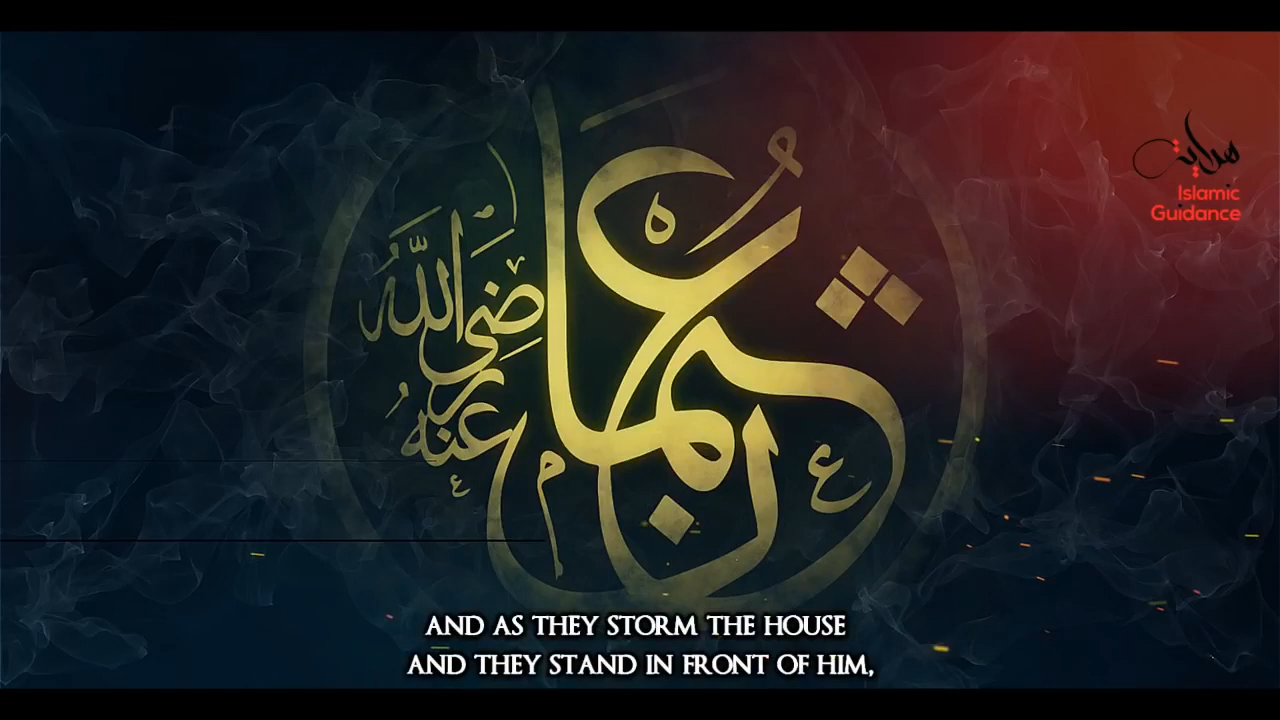 هداية
Islamic
Guidance
عثمان
رضي الله
عنه
AND AS THEY STORM THE HOUSE
AND THEY STAND IN FRONT OF HIM,